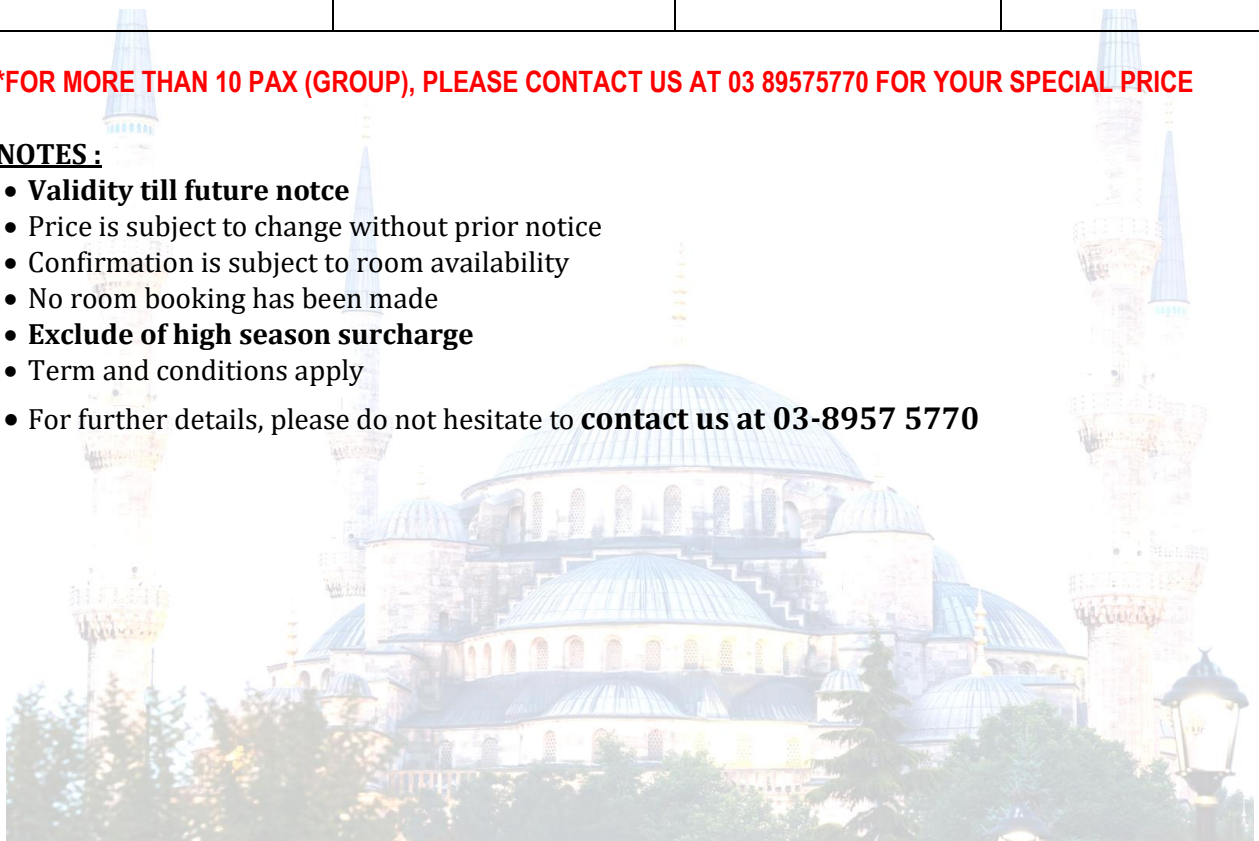 *FOR MORE THAN 10 PAX (GROUP), PLEASE CONTACT US AT 03 89575770 FOR YOUR SPECIAL PRICE
NOTES :
• Validity till future notce
• Price is subject to change without prior notice
• Confirmation is subject to room availability
• No room booking has been made
• Exclude of high season surcharge
• Term and conditions apply
• For further details, please do not hesitate to contact us at 03-8957 5770